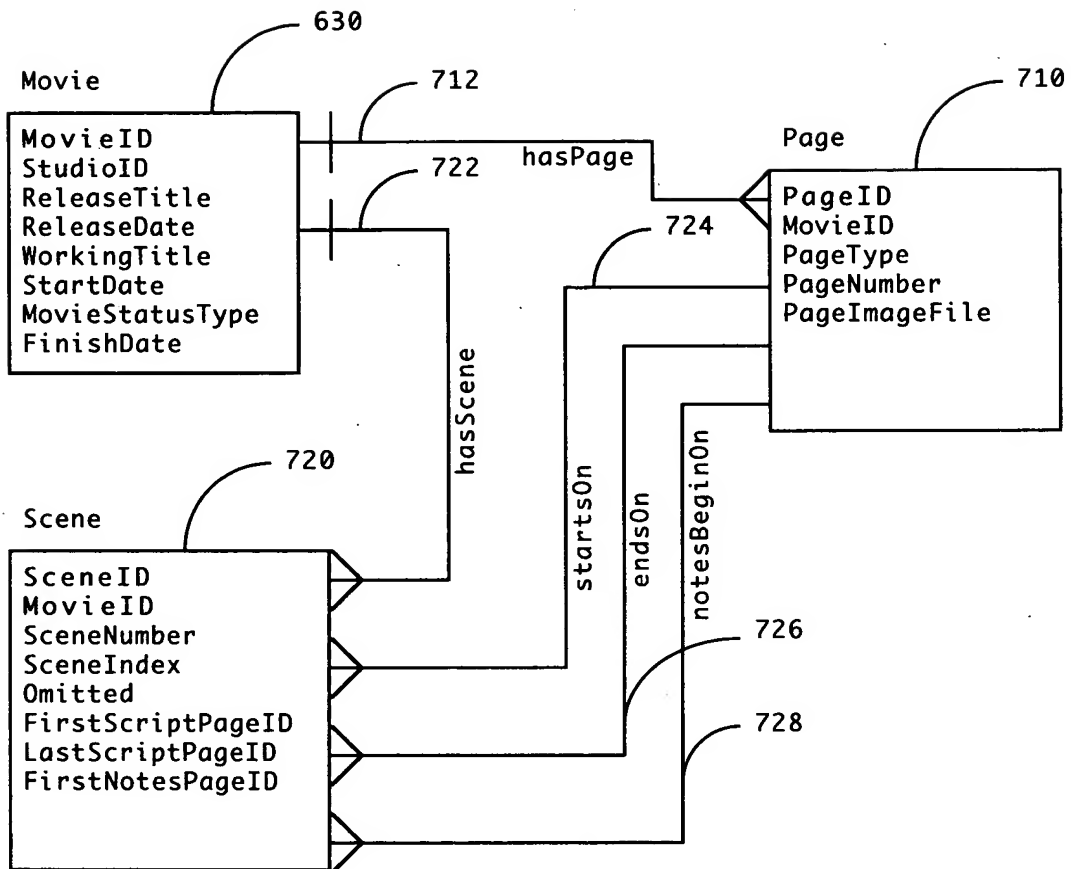 630
Movie
712
710
MovieID
StudioID
ReleaseTitle
ReleaseDate
WorkingTitle
StartDate
MovieStatusType
FinishDate
hasPage
722
Page
PageID
MovieID
PageType
PageNumber
PageImageFile
724
hasScene
720
Scene
startsOn
endsOn
notesBeginOn
SceneID
MovieID
SceneNumber
SceneIndex
Omitted
FirstScriptPageID
LastScriptPageID
FirstNotesPageID
726
728